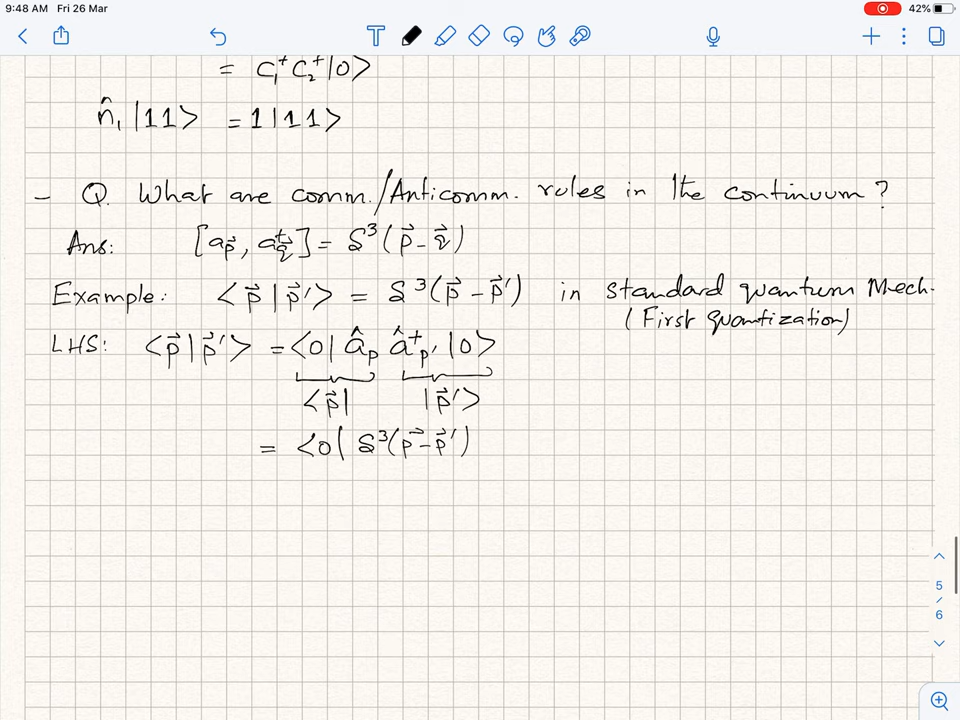 9:48 AM Fri 26 Mar 42%
T
= C₁⁺ C₂⁺ |0>
n̂₁ |11> = 1 |11>
- Q. What are comm./Anticomm. rules in the continuum?
Ans: [a_p⃗, a⁺_q⃗] = δ³(p⃗ - q⃗)
Example: <p⃗|p⃗'> = δ³(p⃗ - p⃗') in standard quantum Mech.
(First quantization)
LHS: <p⃗|p⃗'> = <0| â_p â⁺_p' |0>
<p⃗| |p⃗'>
= <0| δ³(p⃗ - p⃗')
5
/
6